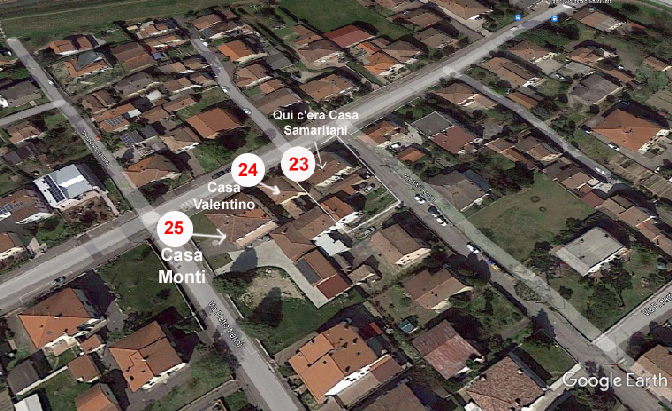 Qui c'era Casa
Samaritani
24
23
Casa
Valentino
25
Casa
Monti
Google Earth